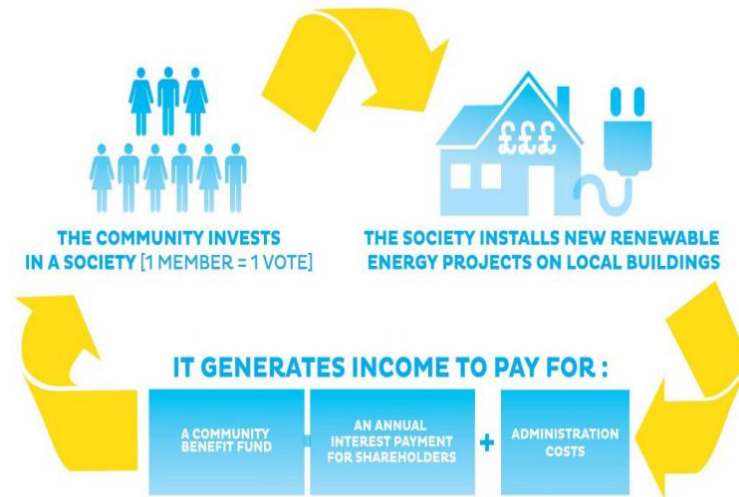 £££
THE COMMUNITY INVESTS
IN A SOCIETY [1 MEMBER = 1 VOTE]
THE SOCIETY INSTALLS NEW RENEWABLE
ENERGY PROJECTS ON LOCAL BUILDINGS
IT GENERATES INCOME TO PAY FOR :
A COMMUNITY
BENEFIT FUND
AN ANNUAL
INTEREST PAYMENT
FOR SHAREHOLDERS
+
ADMINISTRATION
COSTS